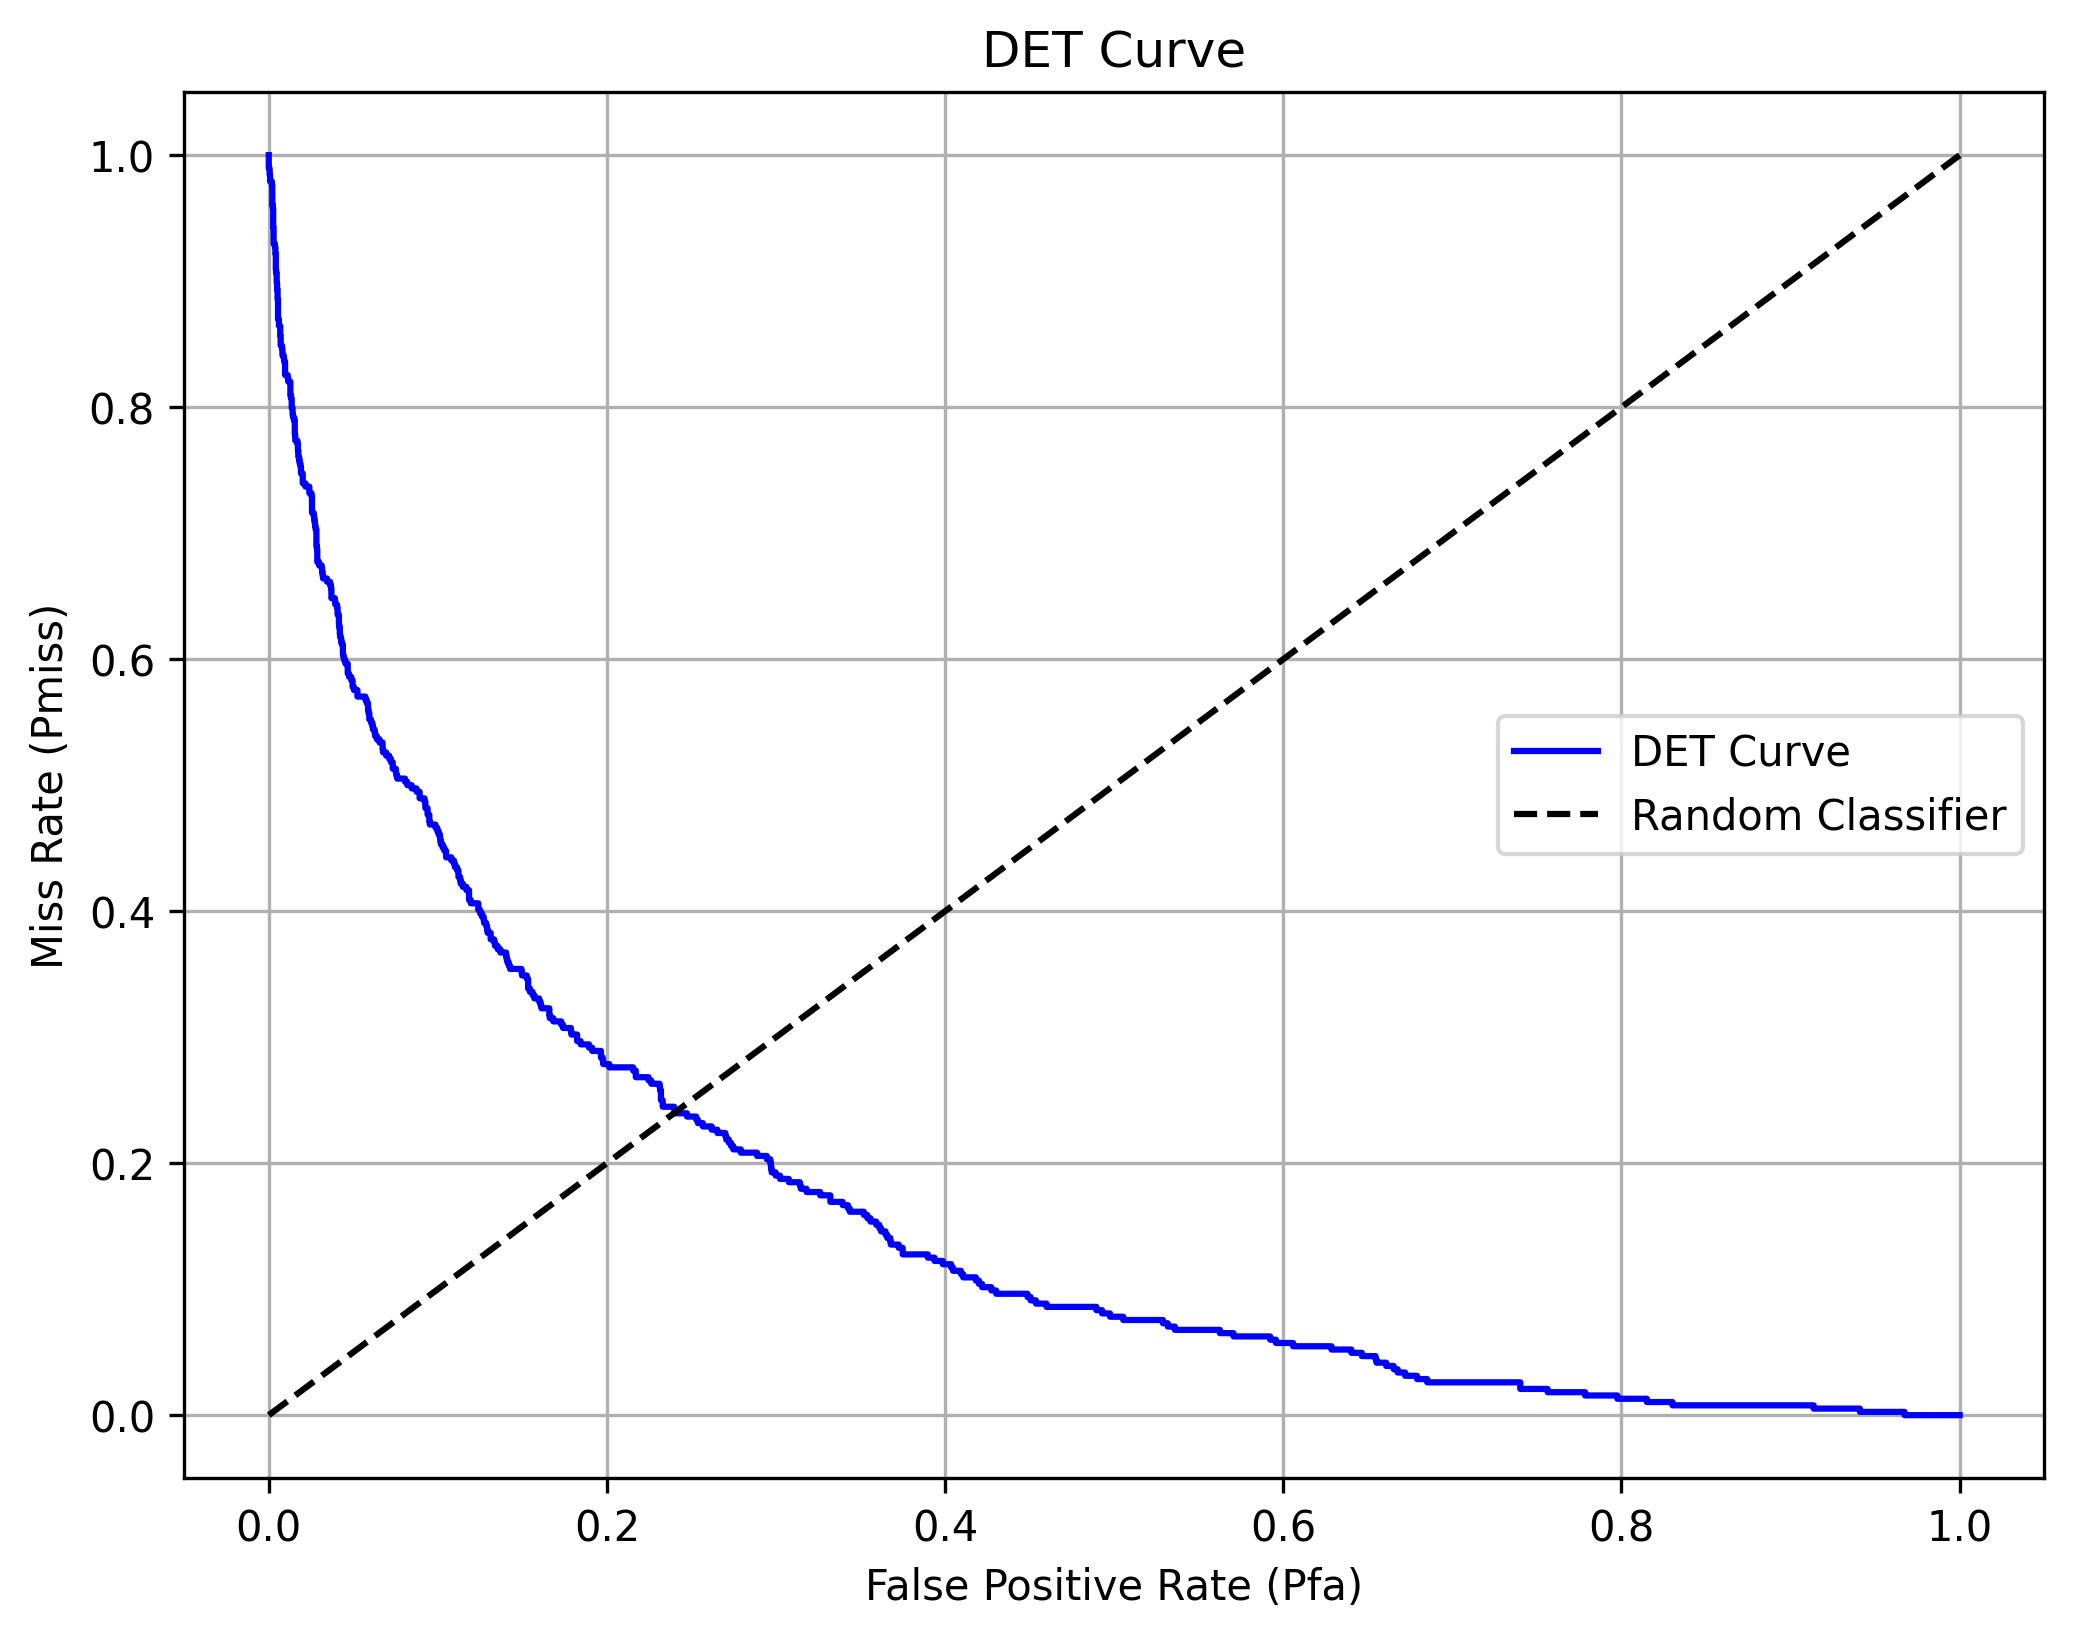 DET Curve
1.0
0.8
0.6
0.4
0.2
0.0
Miss Rate (Pmiss)
DET Curve
Random Classifier
0.0 0.2 0.4 0.6 0.8 1.0
False Positive Rate (Pfa)